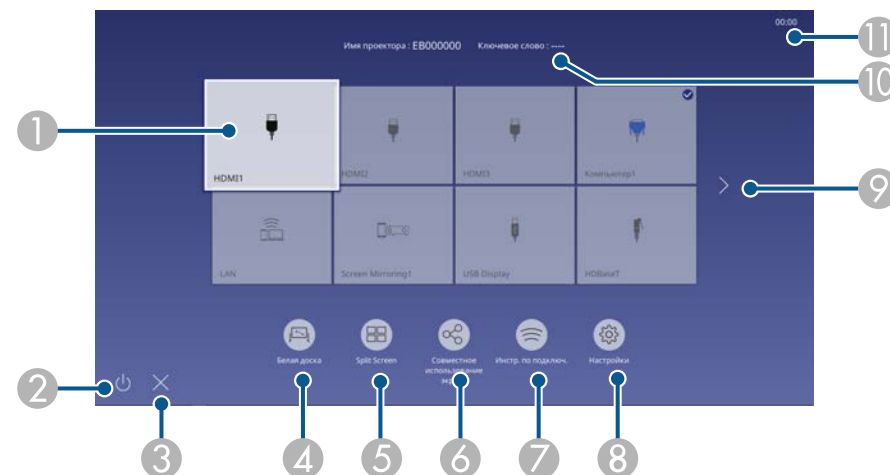 00:00
11
Имя проектора : EB000000 Ключевое слово : ----
10
1
HDMI1
HDMI2
HDMI3
Компьютер1
9
LAN
Screen Mirroring1
USB Display
HDBaseT
Белая доска
Split Screen
Совместное
использование
Инстр. по подключ.
Настройки
2
3
4
5
6
7
8